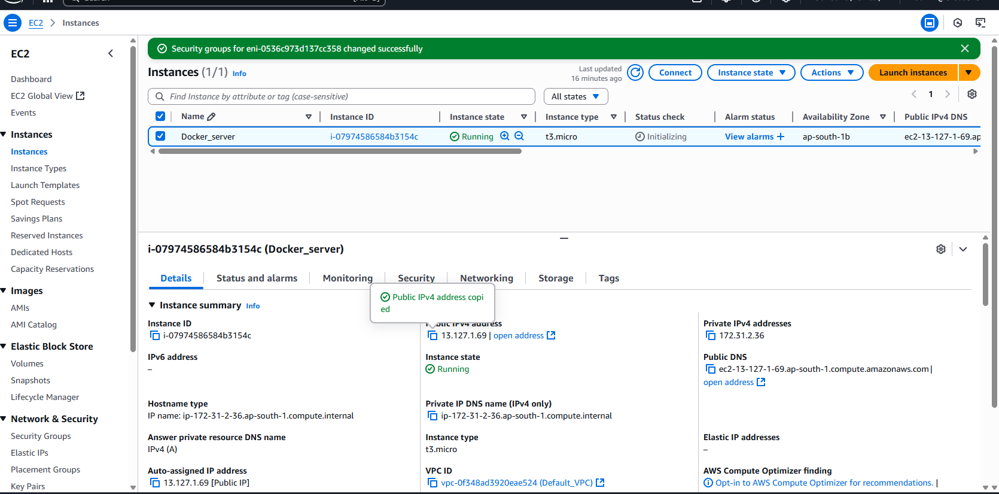 EC2
Instances
EC2
Dashboard
EC2 Global View
Events
Instances
Instances
Instance Types
Launch Templates
Spot Requests
Savings Plans
Reserved Instances
Dedicated Hosts
Capacity Reservations
Images
AMIs
AMI Catalog
Elastic Block Store
Volumes
Snapshots
Lifecycle Manager
Network & Security
Security Groups
Elastic IPs
Placement Groups
Key Pairs
Security groups for eni-0536c973d137cc358 changed successfully
Instances (1/1) Info
Last updated
16 minutes ago
Connect
Instance state
Actions
Launch instances
Find Instance by attribute or tag (case-sensitive)
All states
1
Name Instance ID Instance state Instance type Status check Alarm status Availability Zone Public IPv4 DNS
Docker_server i-07974586584b3154c Running t3.micro Initializing View alarms + ap-south-1b ec2-13-127-1-69.ap
i-07974586584b3154c (Docker_server)
Details Status and alarms Monitoring Security Networking Storage Tags
Public IPv4 address copi
ed
Instance summary Info
Instance ID
i-07974586584b3154c
Public IPv4 address
13.127.1.69 | open address
Private IPv4 addresses
172.31.2.36
IPv6 address
–
Instance state
Running
Public DNS
ec2-13-127-1-69.ap-south-1.compute.amazonaws.com |
open address
Hostname type
IP name: ip-172-31-2-36.ap-south-1.compute.internal
Private IP DNS name (IPv4 only)
ip-172-31-2-36.ap-south-1.compute.internal
Answer private resource DNS name
IPv4 (A)
Instance type
t3.micro
Elastic IP addresses
–
Auto-assigned IP address
13.127.1.69 [Public IP]
VPC ID
vpc-0f348ad3920eae524 (Default_VPC)
AWS Compute Optimizer finding
Opt-in to AWS Compute Optimizer for recommendations. |